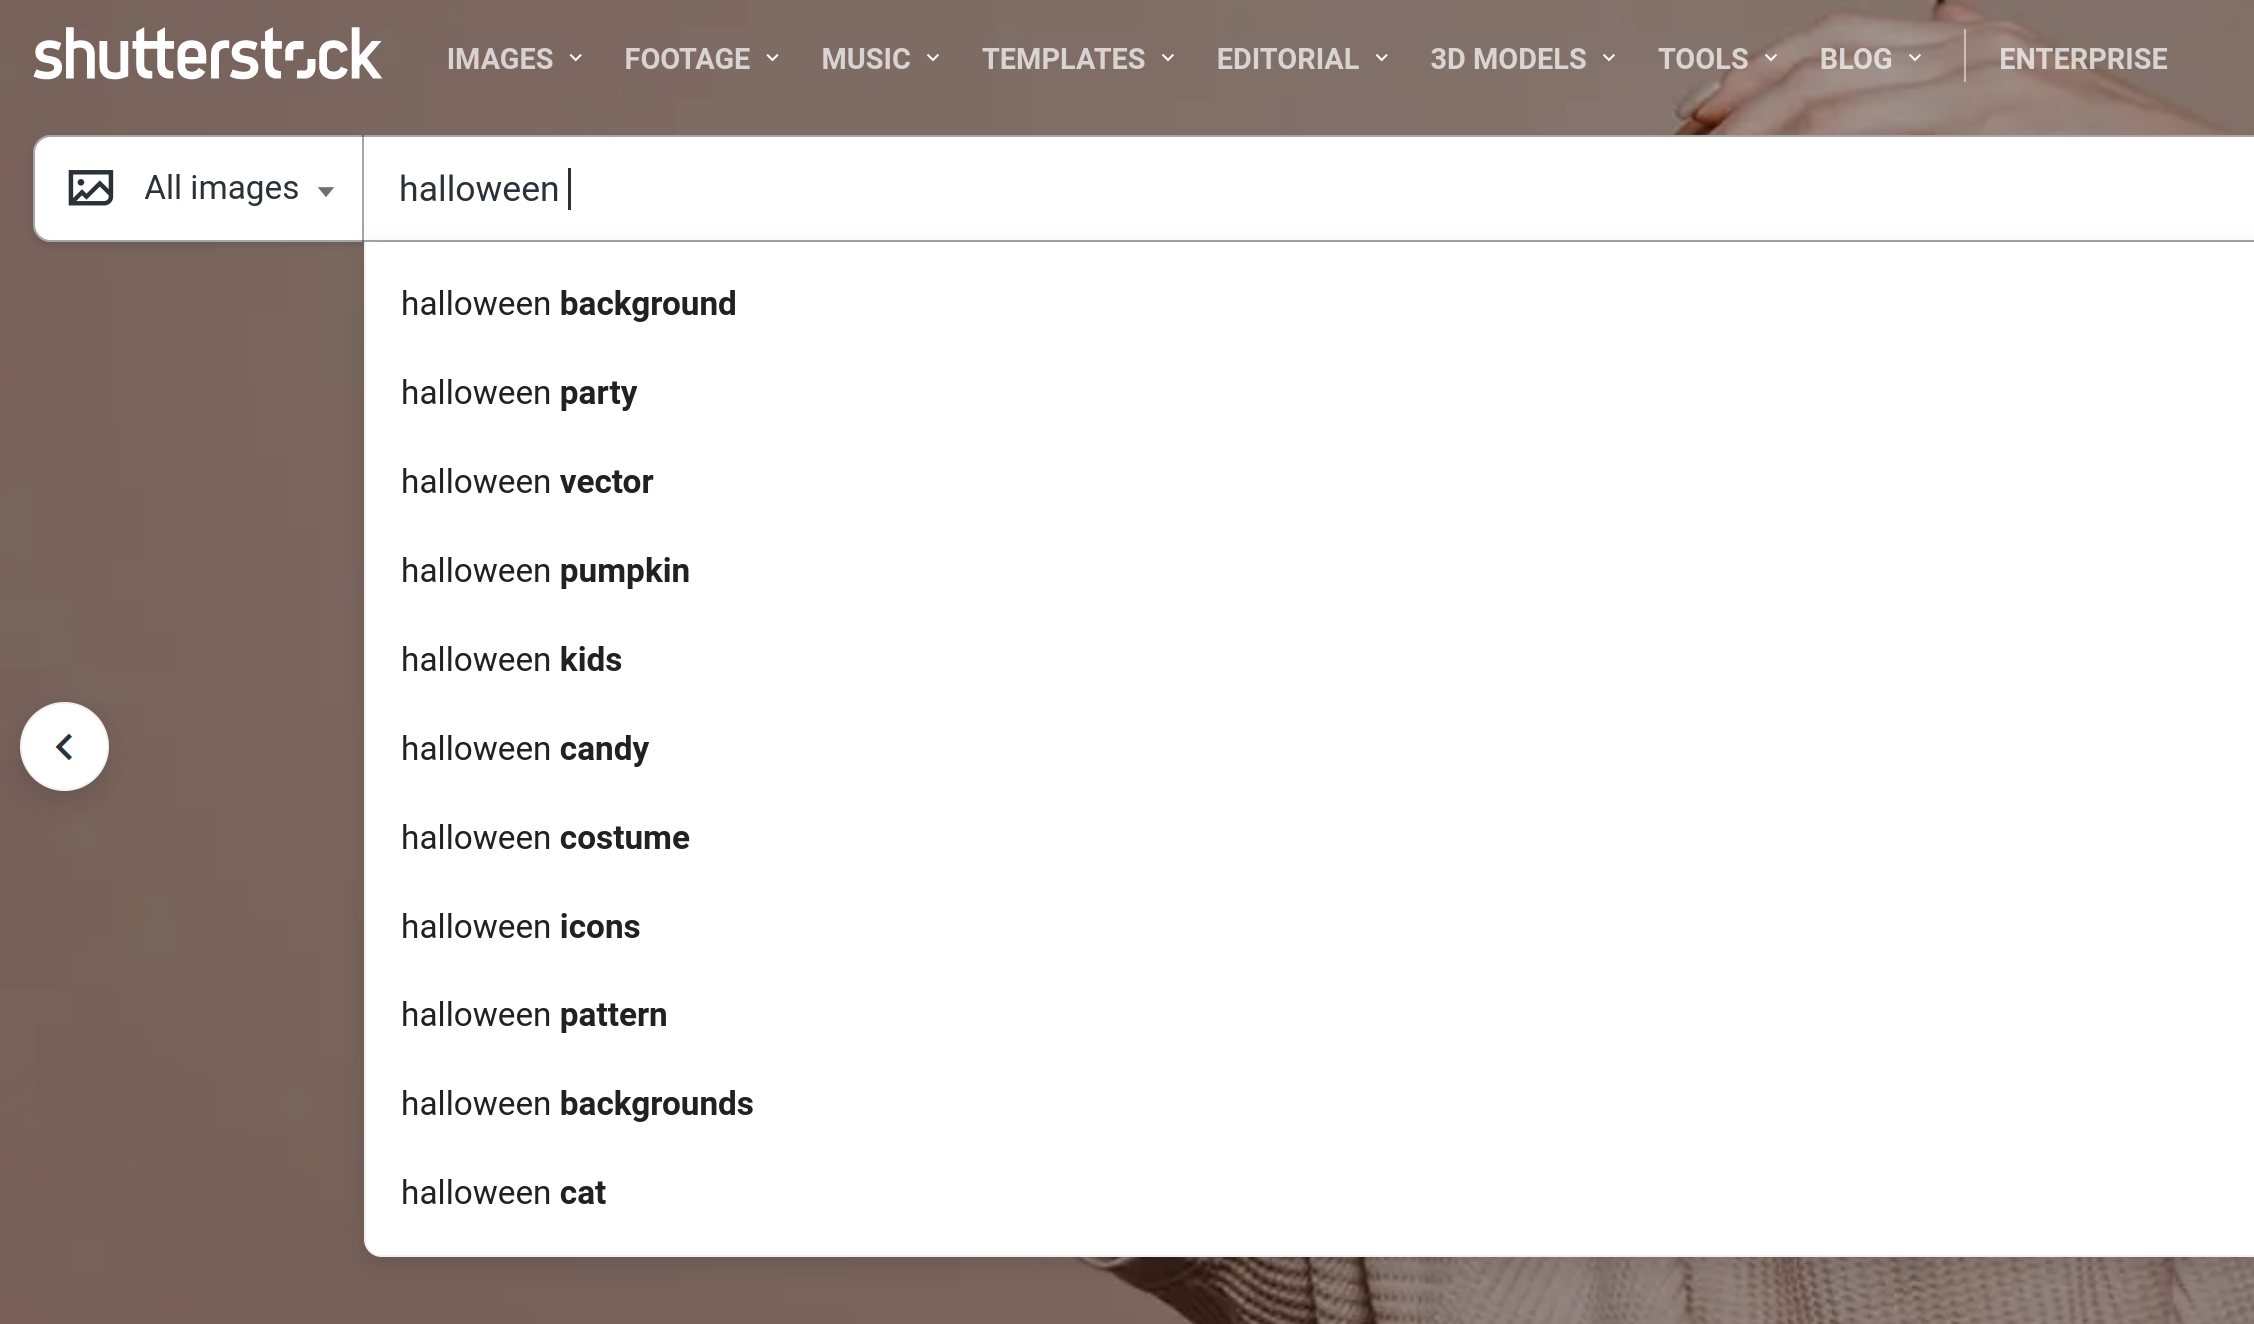 shutterstock
IMAGES FOOTAGE MUSIC TEMPLATES EDITORIAL 3D MODELS TOOLS BLOG ENTERPRISE
All images
halloween
halloween background
halloween party
halloween vector
halloween pumpkin
halloween kids
halloween candy
halloween costume
halloween icons
halloween pattern
halloween backgrounds
halloween cat